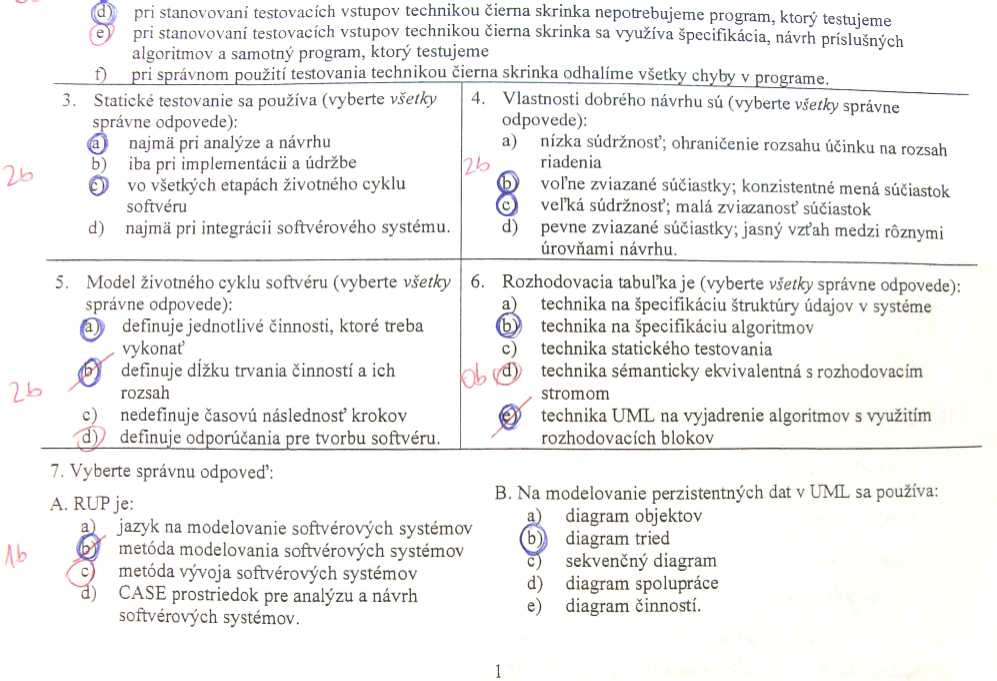 d) pri stanovovaní testovacích vstupov technikou čierna skrinka nepotrebujeme program, ktorý testujeme
e) pri stanovovaní testovacích vstupov technikou čierna skrinka sa využíva špecifikácia, návrh príslušných
algoritmov a samotný program, ktorý testujeme
f) pri správnom použití testovania technikou čierna skrinka odhalíme všetky chyby v programe.
3. Statické testovanie sa používa (vyberte všetky
správne odpovede):
a) najmä pri analýze a návrhu
b) iba pri implementácii a údržbe
2b
c) vo všetkých etapách životného cyklu
softvéru
d) najmä pri integrácii softvérového systému.
4. Vlastnosti dobrého návrhu sú (vyberte všetky správne
odpovede):
a) nízka súdržnosť; ohraničenie rozsahu účinku na rozsah
riadenia
2b
b) voľne zviazané súčiastky; konzistentné mená súčiastok
c) veľká súdržnosť; malá zviazanosť súčiastok
d) pevne zviazané súčiastky; jasný vzťah medzi rôznymi
úrovňami návrhu.
5. Model životného cyklu softvéru (vyberte všetky
správne odpovede):
a) definuje jednotlivé činnosti, ktoré treba
vykonať
b) definuje dĺžku trvania činností a ich
rozsah
2b
c) nedefinuje časovú následnosť krokov
d) definuje odporúčania pre tvorbu softvéru.
6. Rozhodovacia tabuľka je (vyberte všetky správne odpovede):
a) technika na špecifikáciu štruktúry údajov v systéme
b) technika na špecifikáciu algoritmov
c) technika statického testovania
0b
d) technika sémanticky ekvivalentná s rozhodovacím
stromom
e) technika UML na vyjadrenie algoritmov s využitím
rozhodovacích blokov
7. Vyberte správnu odpoveď:
A. RUP je:
a) jazyk na modelovanie softvérových systémov
b) metóda modelovania softvérových systémov
1b
c) metóda vývoja softvérových systémov
d) CASE prostriedok pre analýzu a návrh
softvérových systémov.
B. Na modelovanie perzistentných dat v UML sa používa:
a) diagram objektov
b) diagram tried
c) sekvenčný diagram
d) diagram spolupráce
e) diagram činností.
1